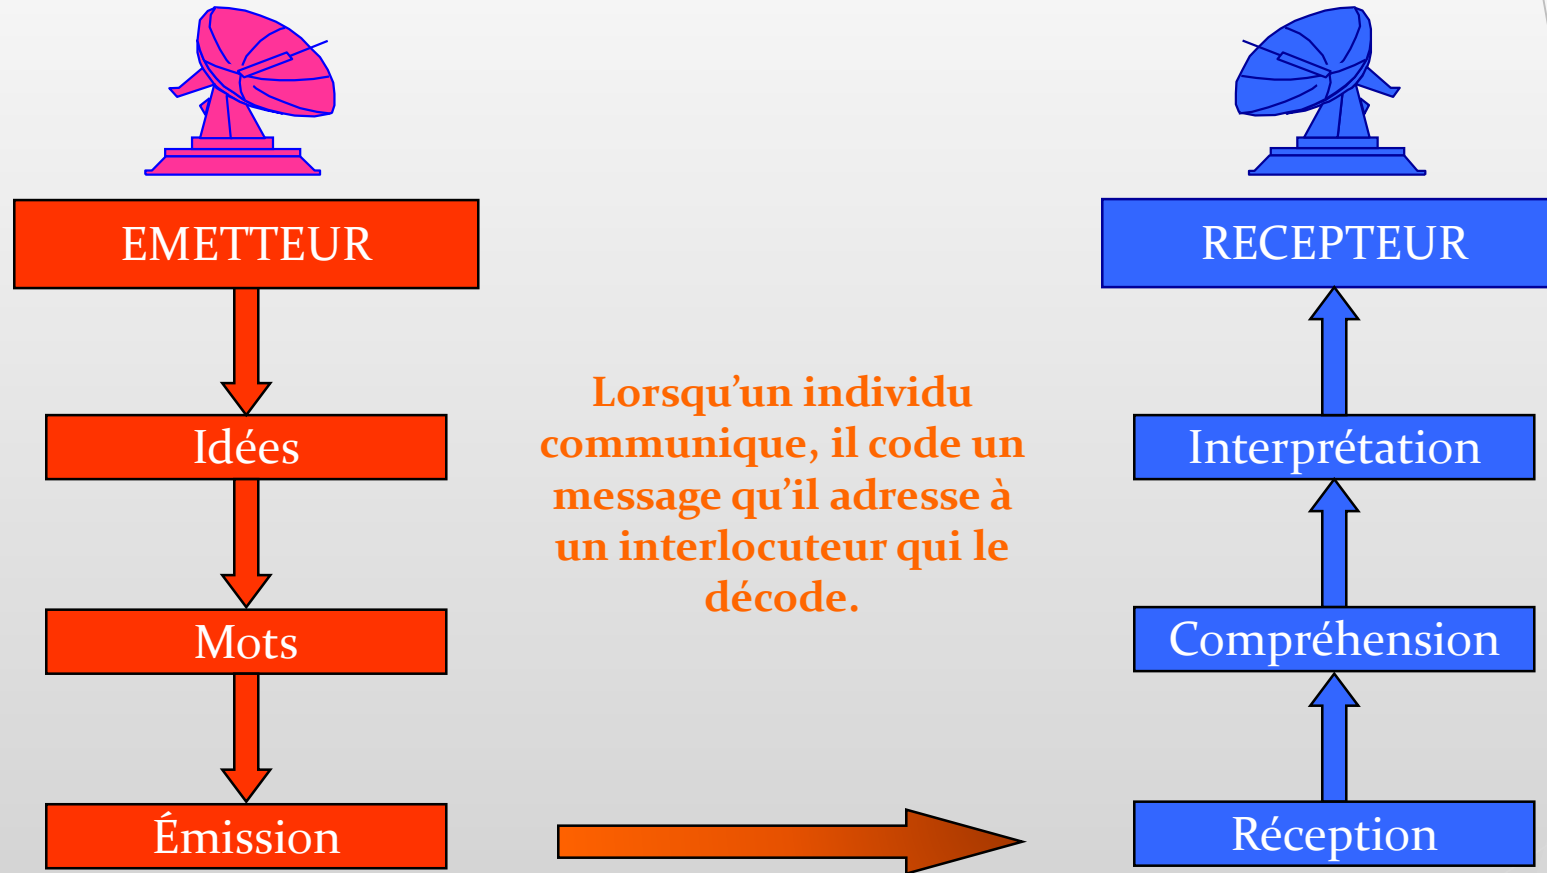 EMETTEUR
Idées
Mots
Émission
Lorsqu’un individu
communique, il code un
message qu’il adresse à
un interlocuteur qui le
décode.
RECEPTEUR
Interprétation
Compréhension
Réception